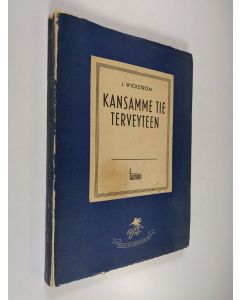 J. WICKSTRÖM
KANSAMME TIE
TERVEYTEEN